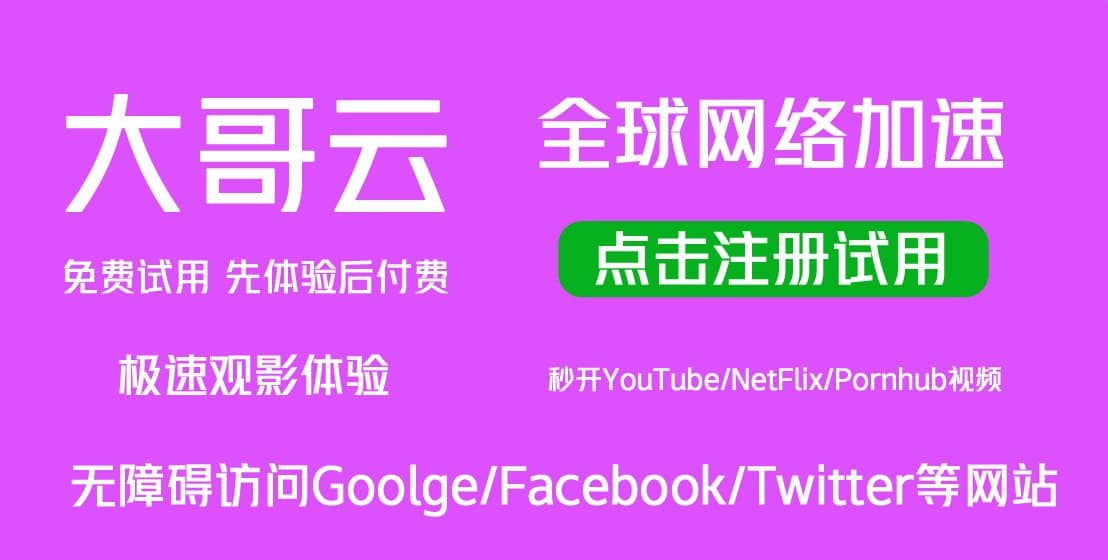 大哥云
全球网络加速
免费试用 先体验后付费
点击注册试用
极速观影体验
秒开YouTube/NetFlix/Pornhub视频
无障碍访问Goolge/Facebook/Twitter等网站